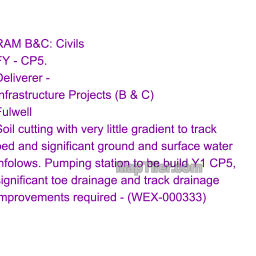 RAM B&C: Civils
FY - CP5.
Deliverer -
Infrastructure Projects (B & C)
Fulwell
Soil cutting with very little gradient to track
bed and significant ground and surface water
infolows. Pumping station to be build Y1 CP5,
significant toe drainage and track drainage
improvements required - (WEX-000333)